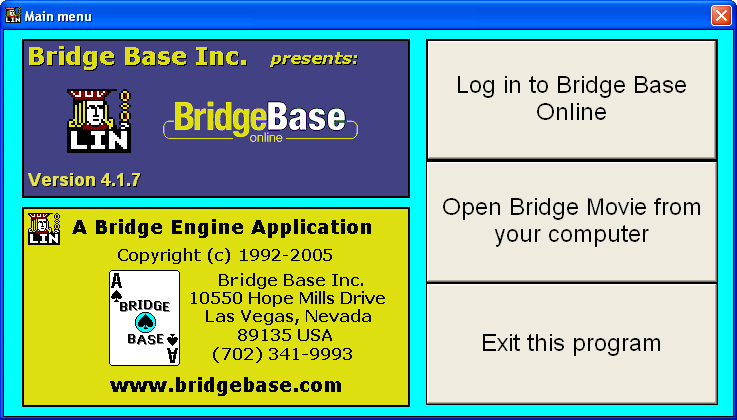 Main menu
Bridge Base Inc. presents:
LIN
BridgeBase
online
Version 4.1.7
LIN
A Bridge Engine Application
Copyright (c) 1992-2005
A
BRIDGE
BASE
A
Bridge Base Inc.
10550 Hope Mills Drive
Las Vegas, Nevada
89135 USA
(702) 341-9993
www.bridgebase.com
Log in to Bridge Base
Online
Open Bridge Movie from
your computer
Exit this program